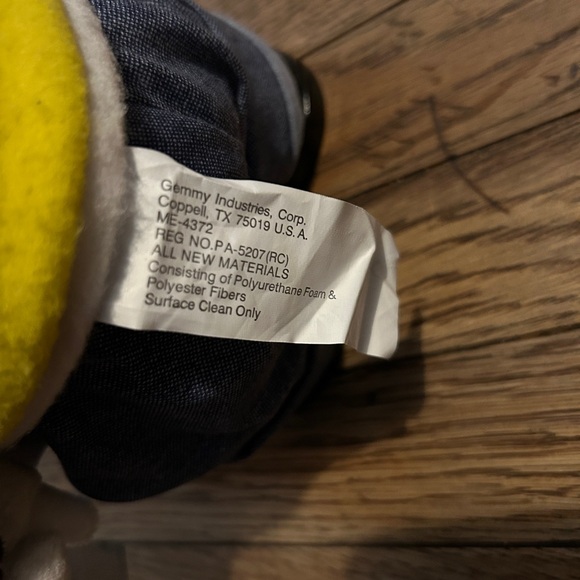 Gemmy Industries, Corp.
Coppell, TX 75019 U.S.A.
ME-4372
REG NO.PA-5207(RC)
ALL NEW MATERIALS
Consisting of Polyurethane Foam &
Polyester Fibers
Surface Clean Only